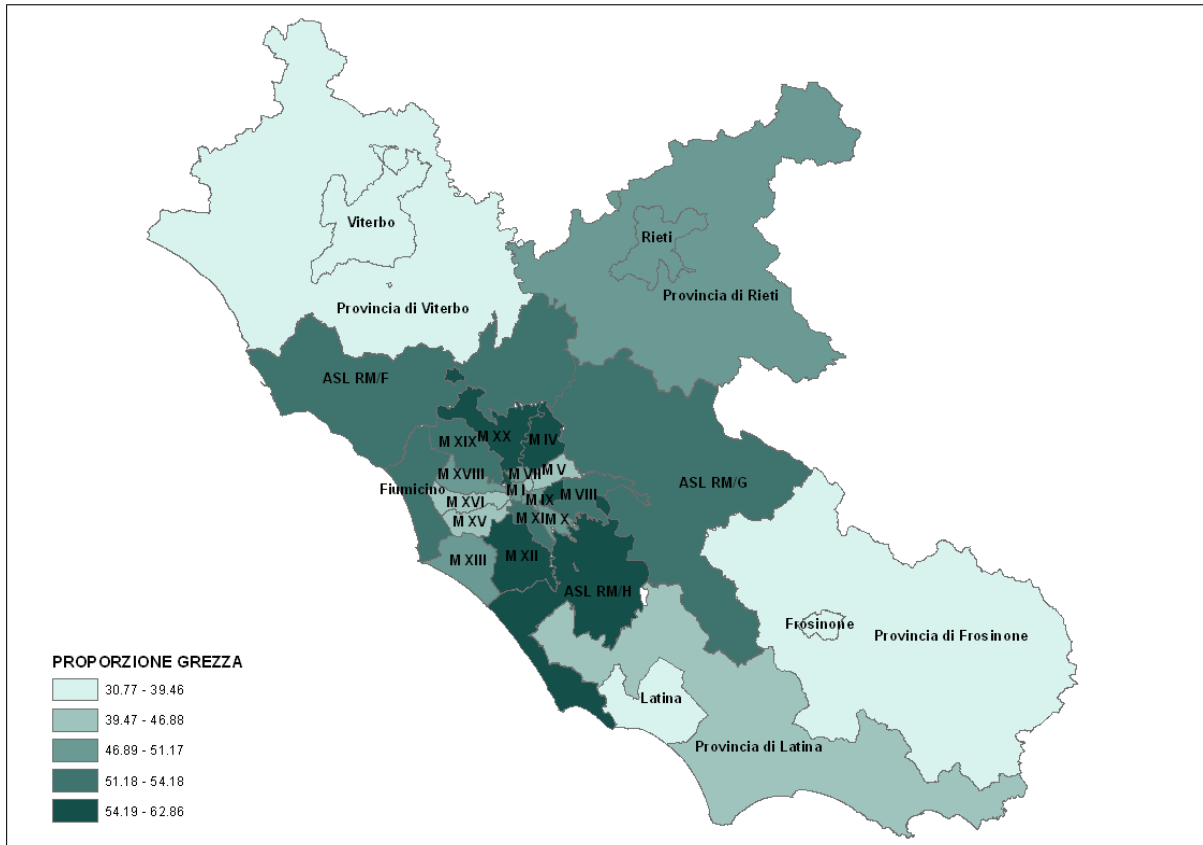 Viterbo
Rieti
Provincia di Rieti
Provincia di Viterbo
ASL RM/F
M XX
M IV
M XIX
M V
M XVIII
M VII
Fiumicino
M I
M IX
M VIII
ASL RM/G
M XVI
M XV
M XI
M X
M XIII
M XII
ASL RM/H
Frosinone
Provincia di Frosinone
Latina
Provincia di Latina
PROPORZIONE GREZZA
30.77 - 39.46
39.47 - 46.88
46.89 - 51.17
51.18 - 54.18
54.19 - 62.86